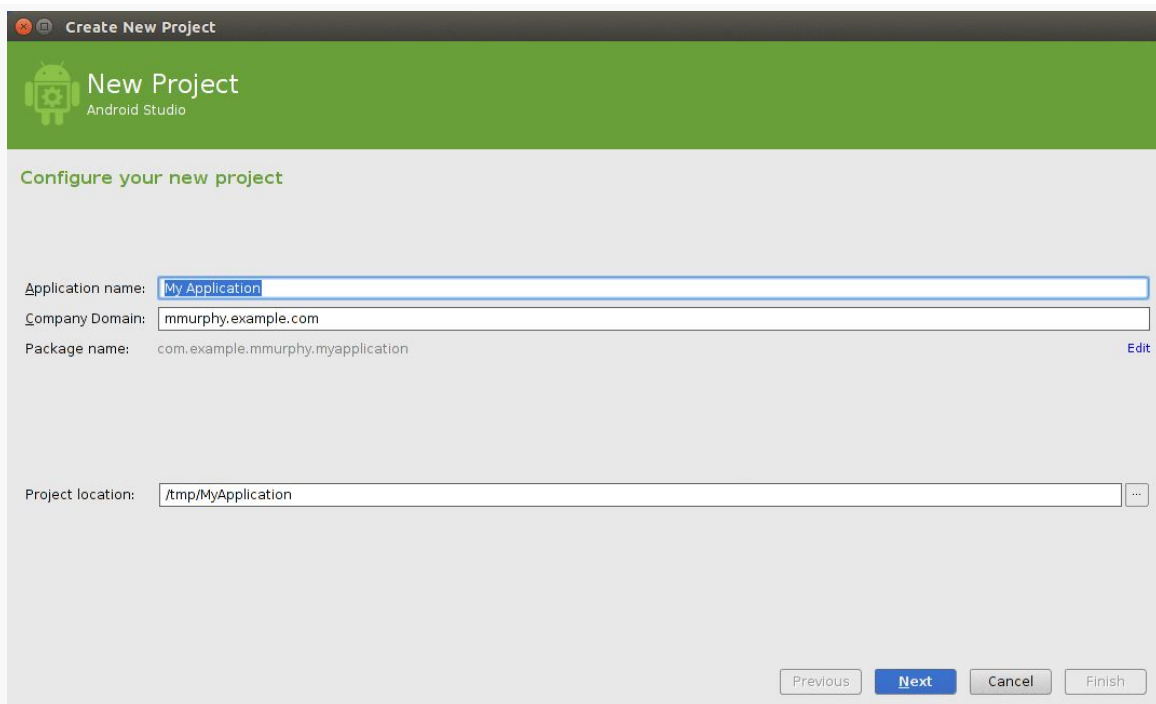 Create New Project
New Project
Android Studio
Configure your new project
Application name: My Application
Company Domain: mmurphy.example.com
Package name: com.example.mmurphy.myapplication Edit
Project location: /tmp/MyApplication ...
Previous Next Cancel Finish